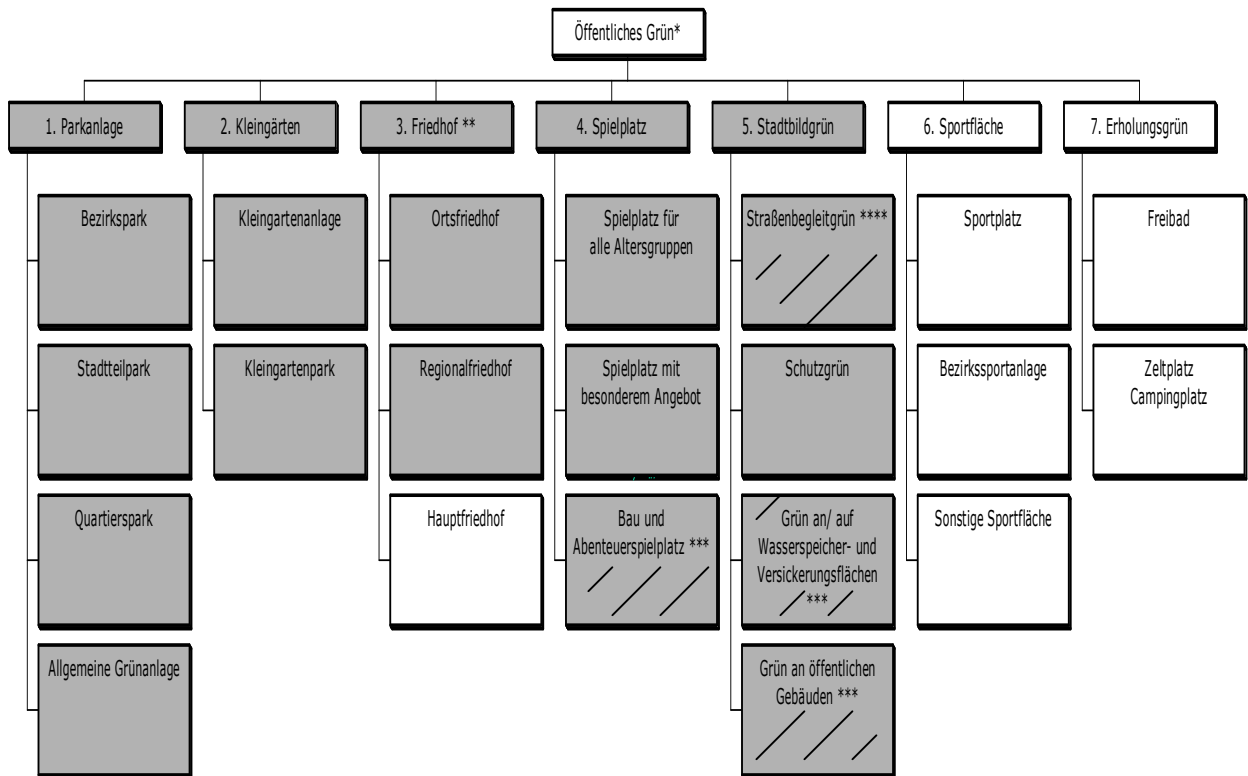 Öffentliches Grün*
1. Parkanlage
2. Kleingärten
3. Friedhof **
4. Spielplatz
5. Stadtbildgrün
6. Sportfläche
7. Erholungsgrün
Bezirkspark
Kleingartenanlage
Ortsfriedhof
Spielplatz für
alle Altersgruppen
Straßenbegleitgrün ****
Sportplatz
Freibad
Stadtteilpark
Kleingartenpark
Regionalfriedhof
Spielplatz mit
besonderem Angebot
Schutzgrün
Bezirkssportanlage
Zeltplatz
Campingplatz
Quartierspark
Hauptfriedhof
Bau und
Abenteuerspielplatz ***
Grün an/ auf
Wasserspeicher- und
Versickerungsflächen
***
Sonstige Sportfläche
Allgemeine Grünanlage
Grün an öffentlichen
Gebäuden ***